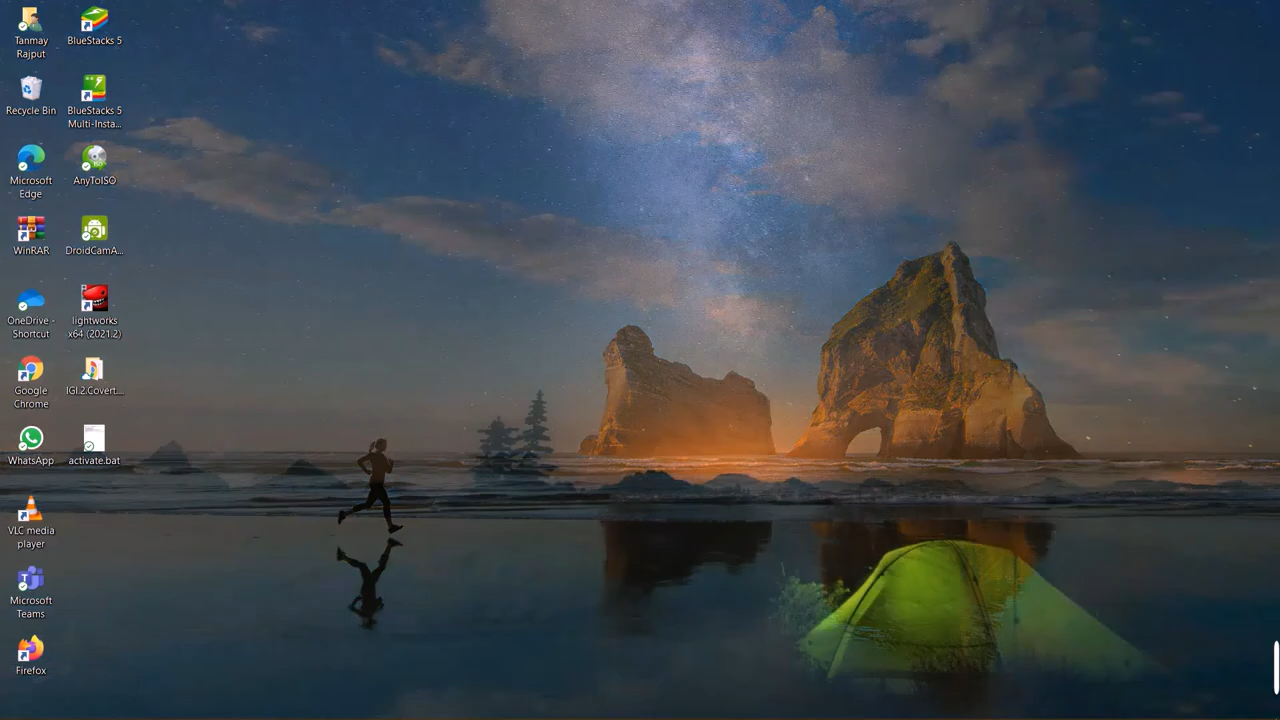 Tanmay
Rajput
BlueStacks 5
Recycle Bin
BlueStacks 5
Multi-Insta...
Microsoft
Edge
AnyToISO
WinRAR
DroidCamA...
OneDrive -
Shortcut
lightworks
x64 (2021.2)
Google
Chrome
IGI.2.Covert....
WhatsApp
activate.bat
VLC media
player
Microsoft
Teams
Firefox